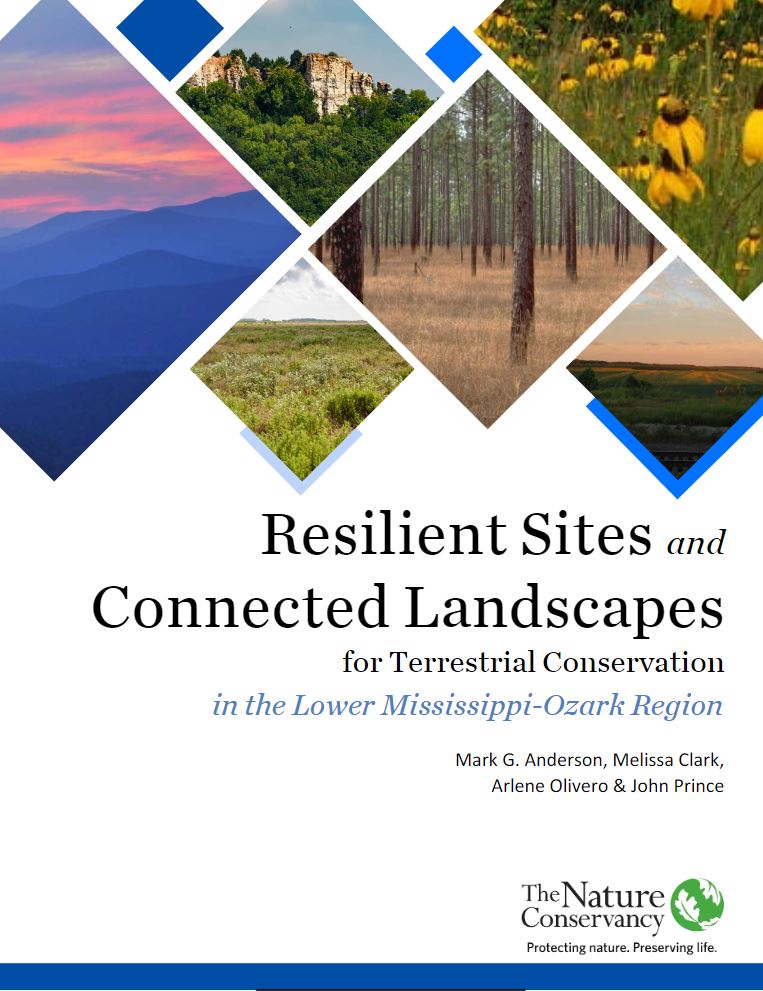 Resilient Sites and
Connected Landscapes
for Terrestrial Conservation
in the Lower Mississippi-Ozark Region
Mark G. Anderson, Melissa Clark,
Arlene Olivero & John Prince
The Nature
Conservancy
Protecting nature. Preserving life.